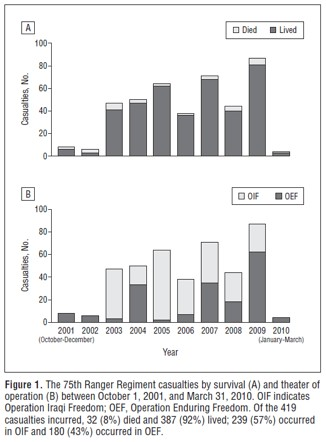 A
Died Lived
100
80
60
40
20
0
Casualties, No.
B
OIF OEF
100
80
60
40
20
0
Casualties, No.
2001 2002 2003 2004 2005 2006 2007 2008 2009 2010
(October-December) (January-March)
Year
Figure 1. The 75th Ranger Regiment casualties by survival (A) and theater of
operation (B) between October 1, 2001, and March 31, 2010. OIF indicates
Operation Iraqi Freedom; OEF, Operation Enduring Freedom. Of the 419
casualties incurred, 32 (8%) died and 387 (92%) lived; 239 (57%) occurred
in OIF and 180 (43%) occurred in OEF.